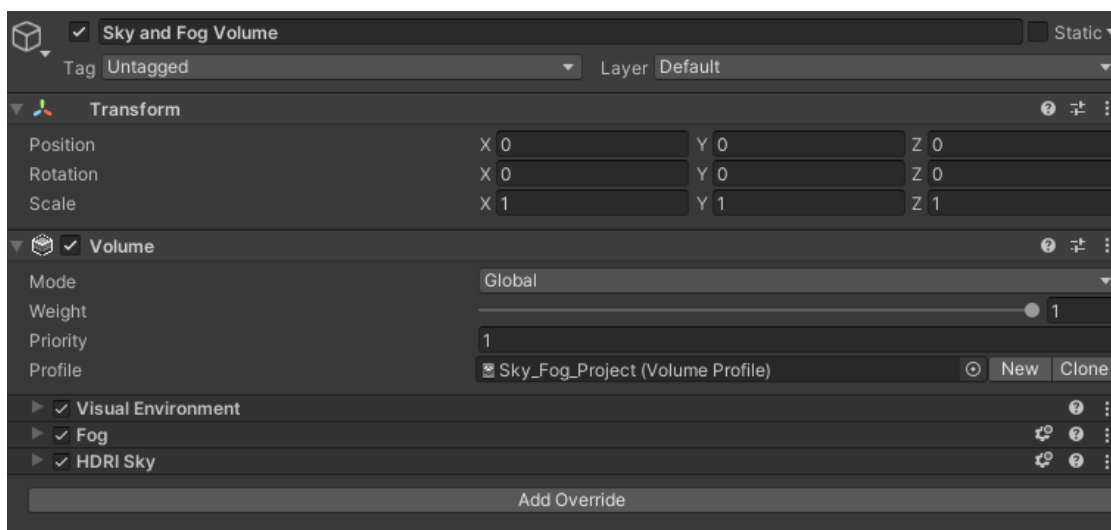 Sky and Fog Volume Static
Tag Untagged Layer Default
Transform
Position X 0 Y 0 Z 0
Rotation X 0 Y 0 Z 0
Scale X 1 Y 1 Z 1
Volume
Mode Global
Weight 1
Priority 1
Profile Sky_Fog_Project (Volume Profile) New Clone
Visual Environment
Fog
HDRI Sky
Add Override